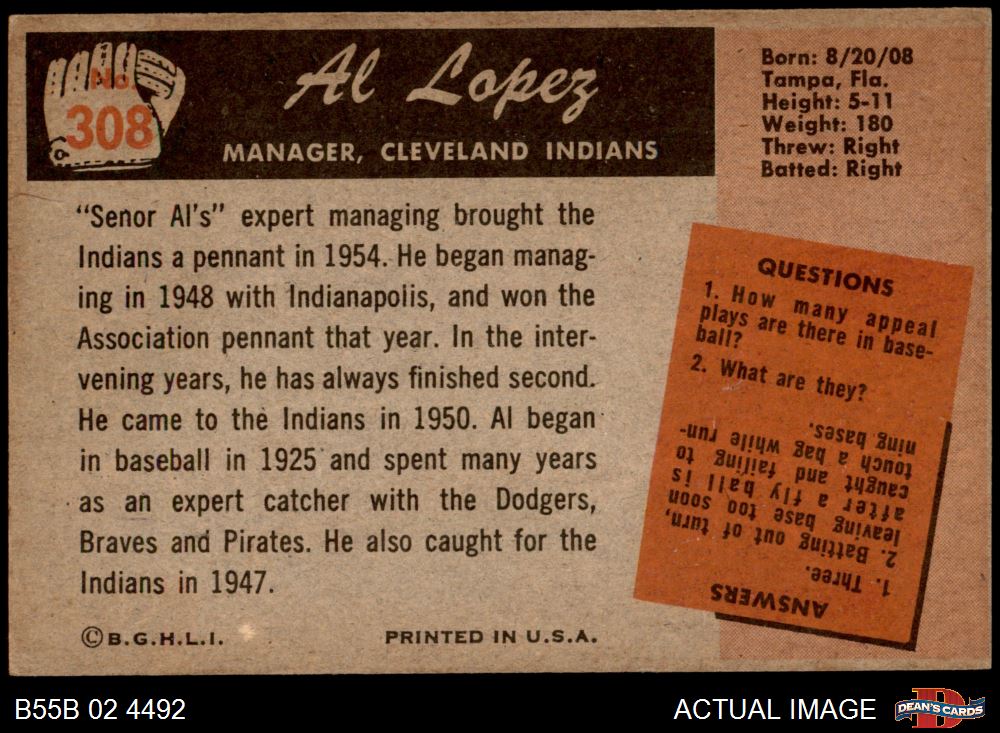 No.
308
Al Lopez
MANAGER, CLEVELAND INDIANS
Born: 8/20/08
Tampa, Fla.
Height: 5-11
Weight: 180
Threw: Right
Batted: Right
"Senor Al's" expert managing brought the
Indians a pennant in 1954. He began manag-
ing in 1948 with Indianapolis, and won the
Association pennant that year. In the inter-
vening years, he has always finished second.
He came to the Indians in 1950. Al began
in baseball in 1925 and spent many years
as an expert catcher with the Dodgers,
Braves and Pirates. He also caught for the
Indians in 1947.
©B.G.H.L.I.
PRINTED IN U.S.A.
QUESTIONS
1. How many appeal
plays are there in base-
ball?
2. What are they?
ANSWERS
1. Three.
2. Batting out of turn,
leaving base too soon
after a fly ball is
caught and failing to
touch a bag while run-
ning bases.
B55B 02 4492
ACTUAL IMAGE
DEAN'S CARDS